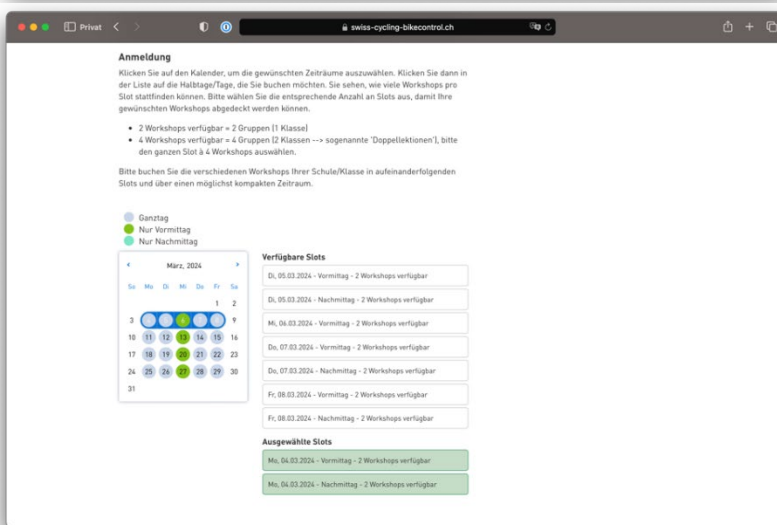 Privat
swiss-cycling-bikecontrol.ch
Anmeldung
Klicken Sie auf den Kalender, um die gewünschten Zeiträume auszuwählen. Klicken Sie dann in
der Liste auf die Halbtage/Tage, die Sie buchen möchten. Sie sehen, wie viele Workshops pro
Slot stattfinden können. Bitte wählen Sie die entsprechende Anzahl an Slots aus, damit Ihre
gewünschten Workshops abgedeckt werden können.
• 2 Workshops verfügbar = 2 Gruppen (1 Klasse)
• 4 Workshops verfügbar = 4 Gruppen (2 Klassen --> sogenannte 'Doppellektionen'), bitte
den ganzen Slot à 4 Workshops auswählen.
Bitte buchen Sie die verschiedenen Workshops Ihrer Schule/Klasse in aufeinanderfolgenden
Slots und über einen möglichst kompakten Zeitraum.
Ganztag
Nur Vormittag
Nur Nachmittag
März, 2024
So Mo Di Mi Do Fr Sa
1 2
3 4 5 6 7 8 9
10 11 12 13 14 15 16
17 18 19 20 21 22 23
24 25 26 27 28 29 30
31
Verfügbare Slots
Di, 05.03.2024 - Vormittag - 2 Workshops verfügbar
Di, 05.03.2024 - Nachmittag - 2 Workshops verfügbar
Mi, 06.03.2024 - Vormittag - 2 Workshops verfügbar
Do, 07.03.2024 - Vormittag - 2 Workshops verfügbar
Do, 07.03.2024 - Nachmittag - 2 Workshops verfügbar
Fr, 08.03.2024 - Vormittag - 2 Workshops verfügbar
Fr, 08.03.2024 - Nachmittag - 2 Workshops verfügbar
Ausgewählte Slots
Mo, 04.03.2024 - Vormittag - 2 Workshops verfügbar
Mo, 04.03.2024 - Nachmittag - 2 Workshops verfügbar